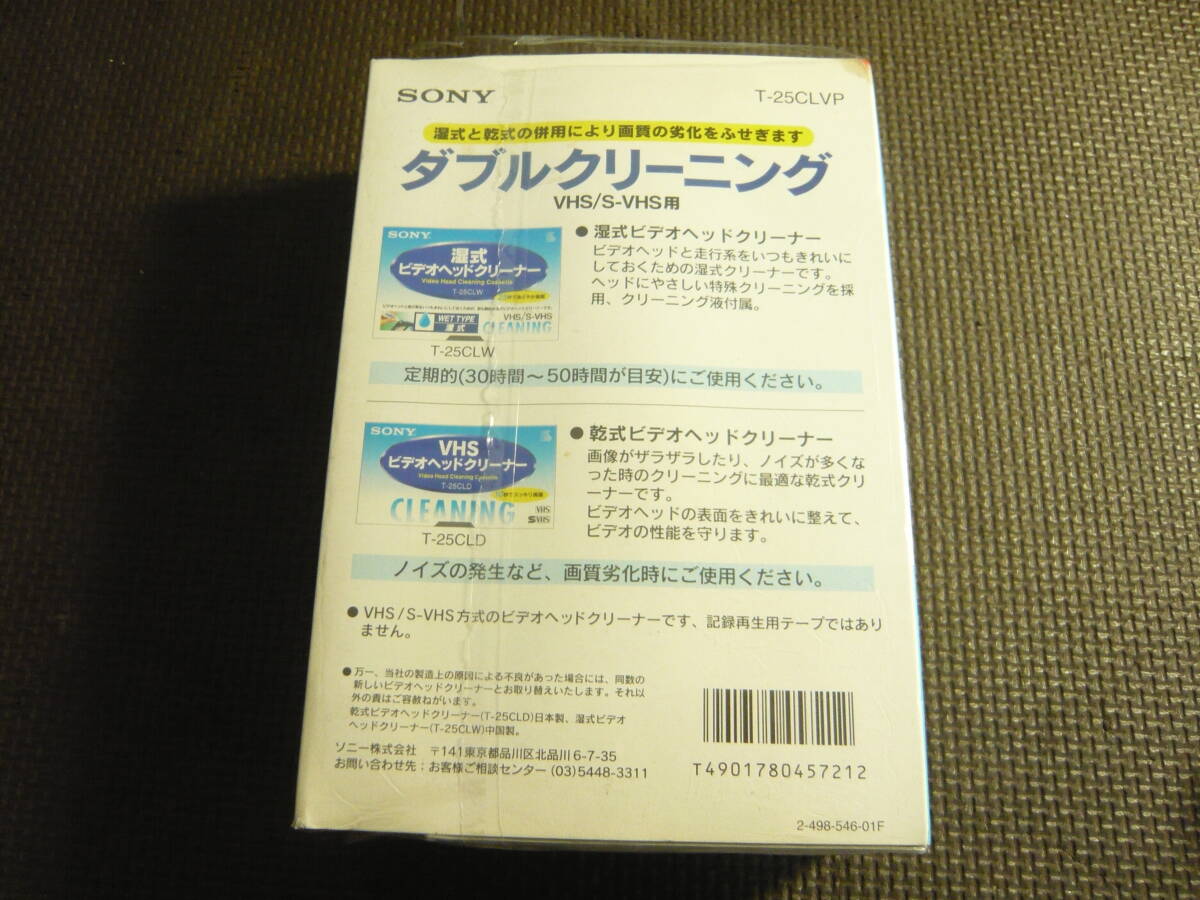 SONY
T-25CLVP
湿式と乾式の併用により画質の劣化をふせぎます
ダブルクリーニング
VHS/S-VHS用
SONY
湿式
ビデオヘッドクリーナー
Video Head Cleaning Cassette
T-25CLW
WET TYPE
湿式
VHS/S-VHS
CLEANING
T-25CLW
● 湿式ビデオヘッドクリーナー
ビデオヘッドと走行系をいつもきれいに
しておくための湿式クリーナーです。
ヘッドにやさしい特殊クリーニングを採
用、クリーニング液付属。
定期的(30時間〜50時間が目安)にご使用ください。
SONY
VHS
ビデオヘッドクリーナー
Video Head Cleaning Cassette
T-25CLD
CLEANING
VHS
SVHS
T-25CLD
● 乾式ビデオヘッドクリーナー
画像がザラザラしたり、ノイズが多くな
った時のクリーニングに最適な乾式クリ
ーナーです。
ビデオヘッドの表面をきれいに整えて、
ビデオの性能を守ります。
ノイズの発生など、画質劣化時にご使用ください。
● VHS/S-VHS方式のビデオヘッドクリーナーです、記録再生用テープではあり
ません。
● 万一、当社の製造上の原因による不良があった場合には、同数の
新しいビデオヘッドクリーナーとお取り替えいたします。それ以
外の責はご容赦ねがいます。
乾式ビデオヘッドクリーナー(T-25CLD)日本製、湿式ビデオ
ヘッドクリーナー(T-25CLW)中国製。
ソニー株式会社 〒141東京都品川区北品川6-7-35
お問い合わせ先：お客様ご相談センター (03)5448-3311
T4901780457212
2-498-546-01F